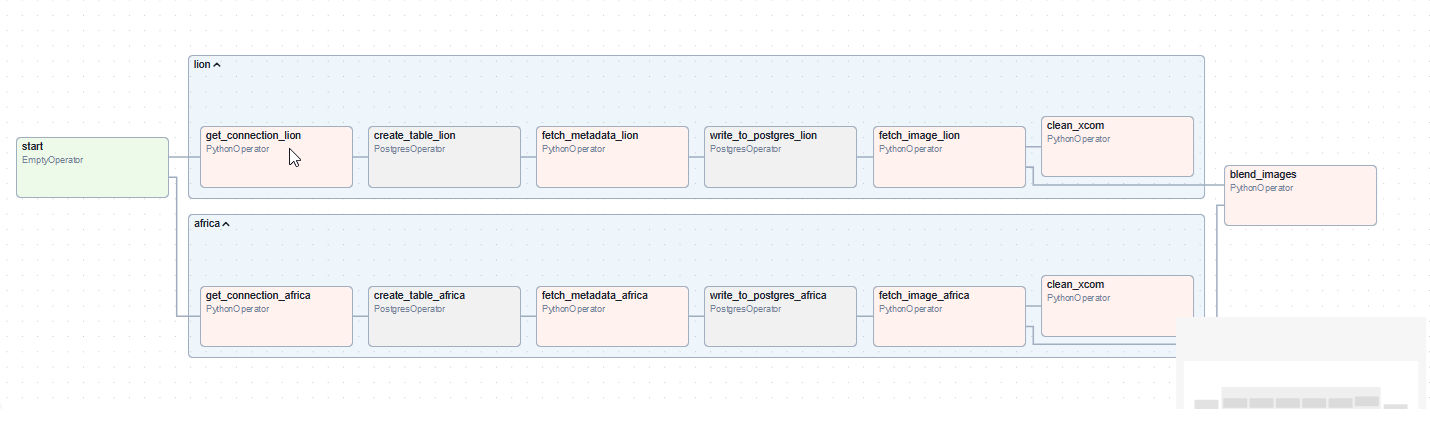 lion
get_connection_lion
PythonOperator
create_table_lion
PostgresOperator
fetch_metadata_lion
PythonOperator
write_to_postgres_lion
PostgresOperator
fetch_image_lion
PythonOperator
clean_xcom
PythonOperator
start
EmptyOperator
blend_images
PythonOperator
africa
get_connection_africa
PythonOperator
create_table_africa
PostgresOperator
fetch_metadata_africa
PythonOperator
write_to_postgres_africa
PostgresOperator
fetch_image_africa
PythonOperator
clean_xcom
PythonOperator